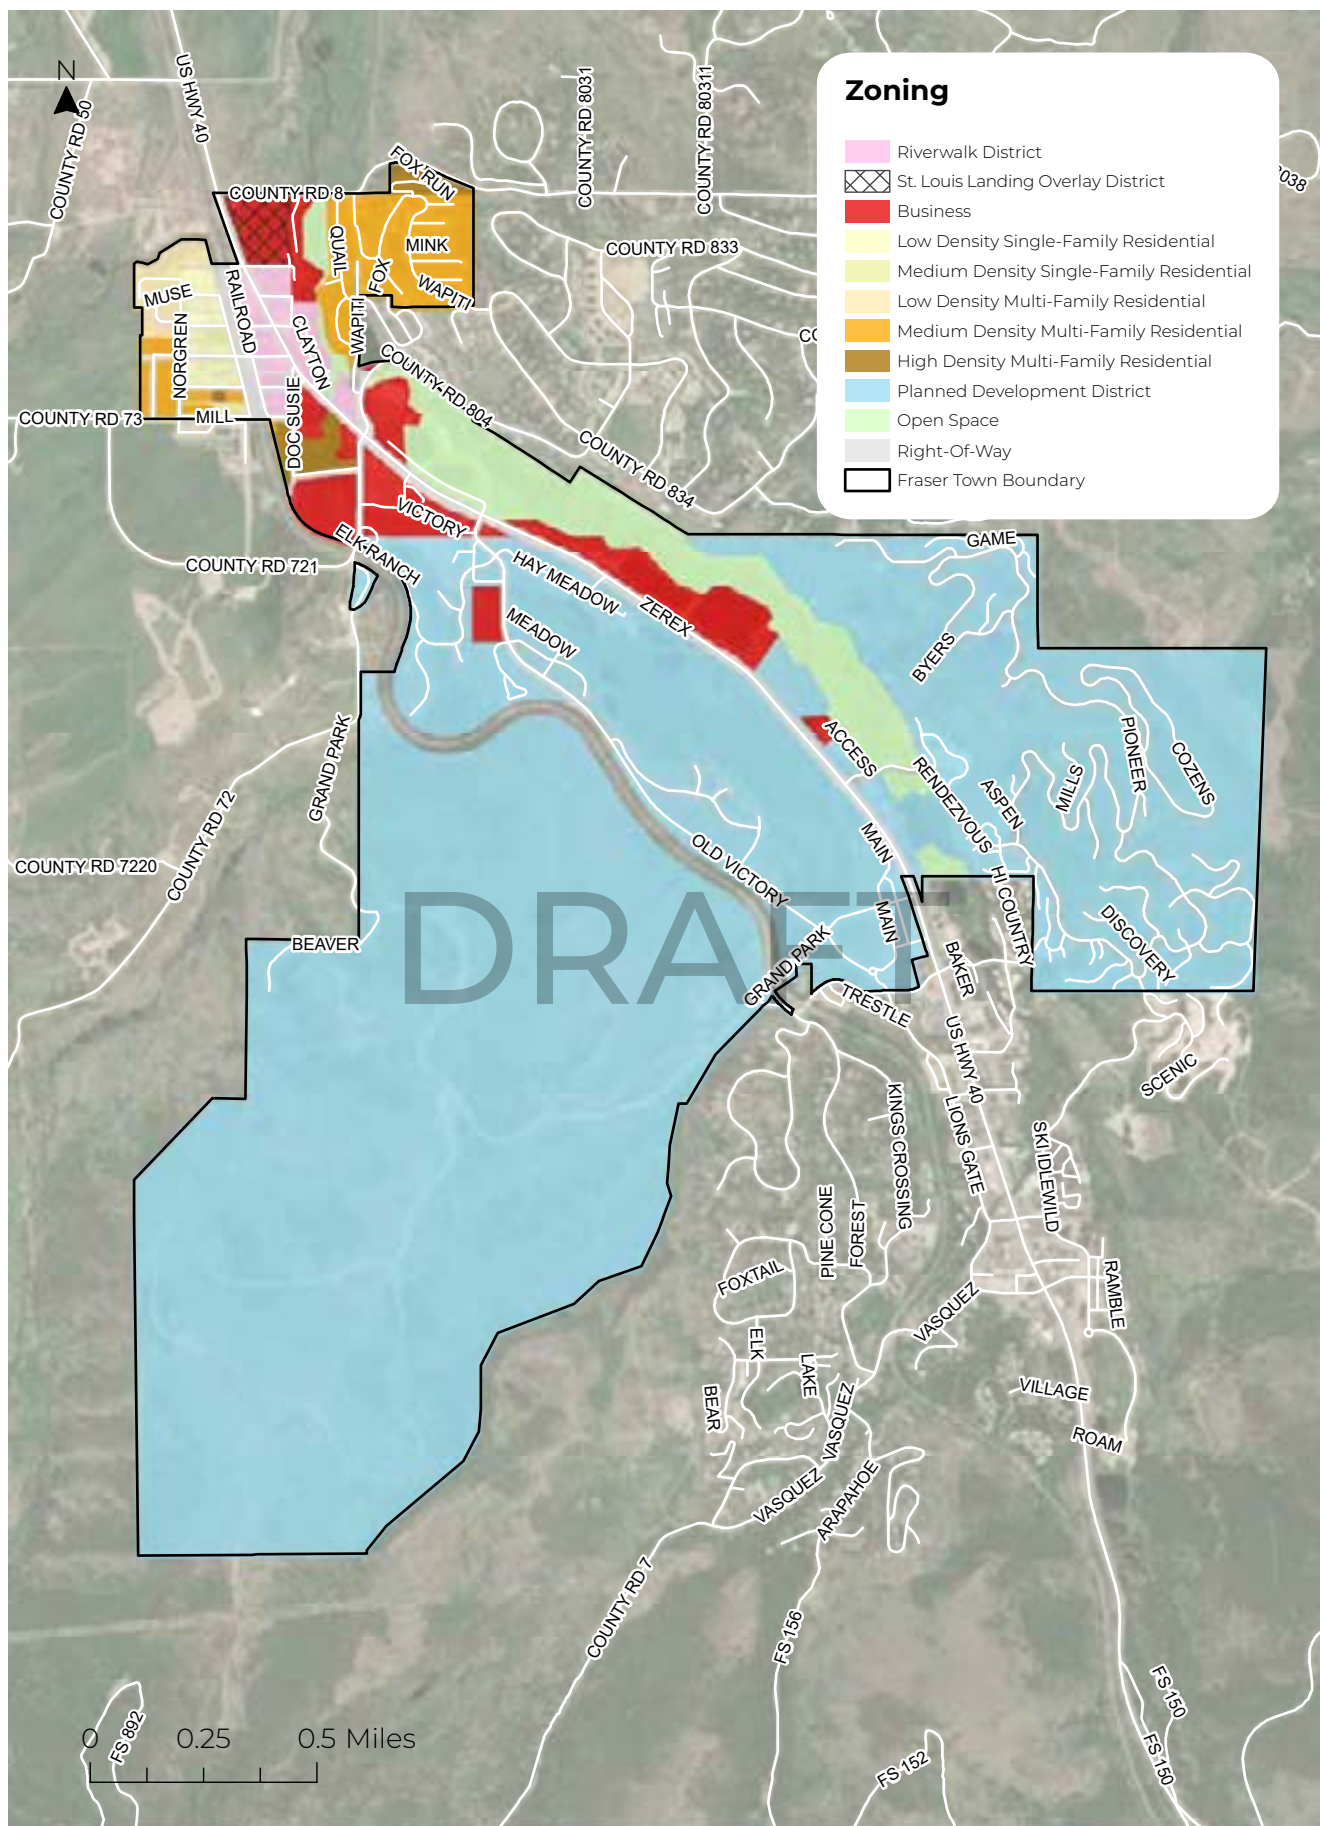 Zoning
Riverwalk District
St. Louis Landing Overlay District
Business
Low Density Single-Family Residential
Medium Density Single-Family Residential
Low Density Multi-Family Residential
Medium Density Multi-Family Residential
High Density Multi-Family Residential
Planned Development District
Open Space
Right-Of-Way
Fraser Town Boundary
N
US HWY 40
COUNTY RD 50
COUNTY RD 8031
COUNTY RD 80311
FOX RUN
COUNTY RD 8
QUAIL
MINK
FOX
WAPITI
COUNTY RD 833
MUSE
RAILROAD
NORGREN
CLAYTON
WAPITI
COUNTY RD 804
DOC SUSIE
COUNTY RD 73
MILL
COUNTY RD 834
VICTORY
ELK RANCH
COUNTY RD 721
HAY MEADOW
ZEREX
GAME
MEADOW
BYERS
GRAND PARK
ACCESS
PIONEER
COZENS
RENDEZVOUS
ASPEN
MILLS
COUNTY RD 72
MAIN
OLD VICTORY
COUNTY RD 7220
HI COUNTRY
MAIN
DISCOVERY
DRAFT
BEAVER
GRAND PARK
BAKER
TRESTLE
US HWY 40
SCENIC
KINGS CROSSING
LIONS GATE
SKI IDLEWILD
PINE CONE
FOREST
FOXTAIL
RAMBLE
VASQUEZ
ELK
LAKE
BEAR
VILLAGE
VASQUEZ
ROAM
VASQUEZ
ARAPAHOE
COUNTY RD 7
FS 156
FS 150
FS 892
FS 150
FS 152
0 0.25 0.5 Miles